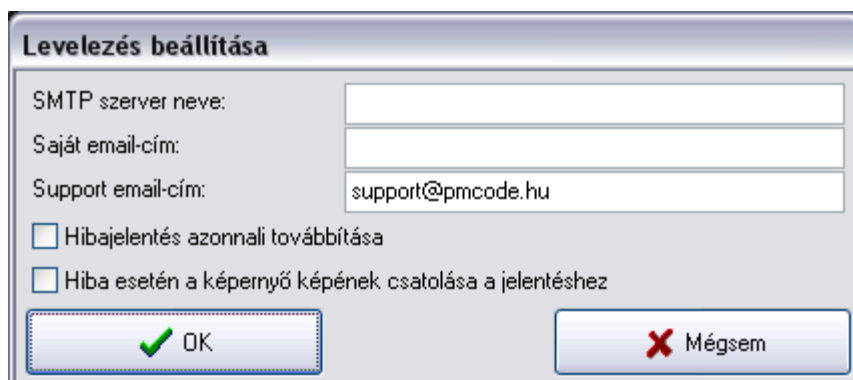 Levelezés beállítása
SMTP szerver neve:
Saját email-cím:
Support email-cím: support@pmcode.hu
Hibajelentés azonnali továbbítása
Hiba esetén a képernyő képének csatolása a jelentéshez
OK Mégsem